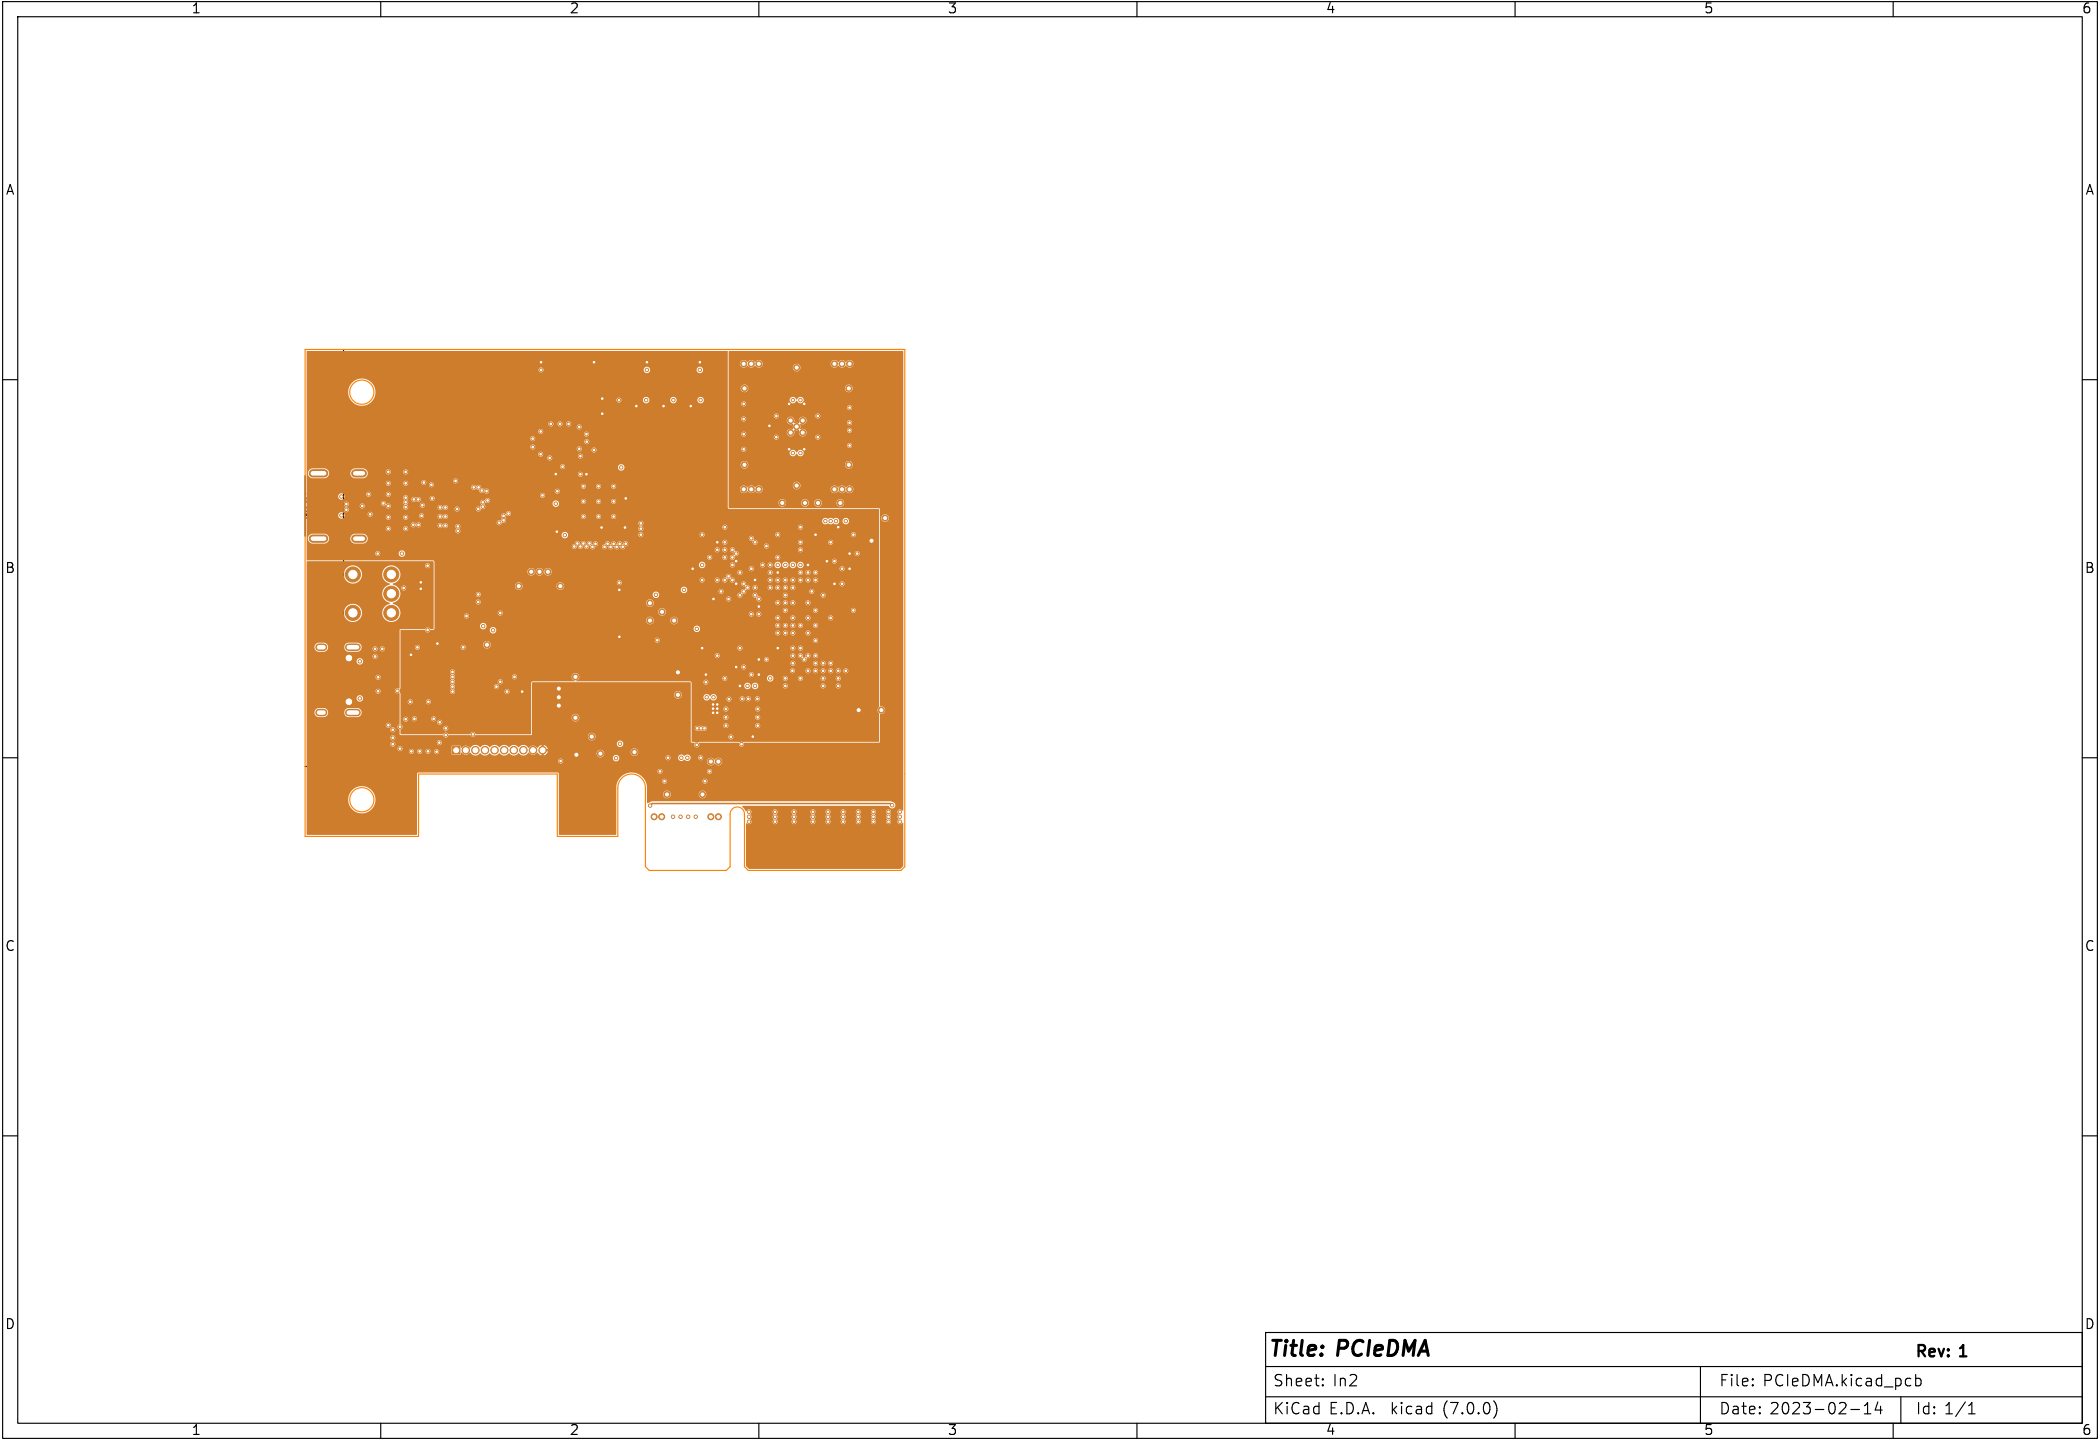 1 2 3 4 5 6
A A
B B
C C
D D
Title: PCIeDMA Rev: 1
Sheet: In2 File: PCIeDMA.kicad_pcb
KiCad E.D.A. kicad (7.0.0) Date: 2023-02-14 Id: 1/1
1 2 3 4 5 6